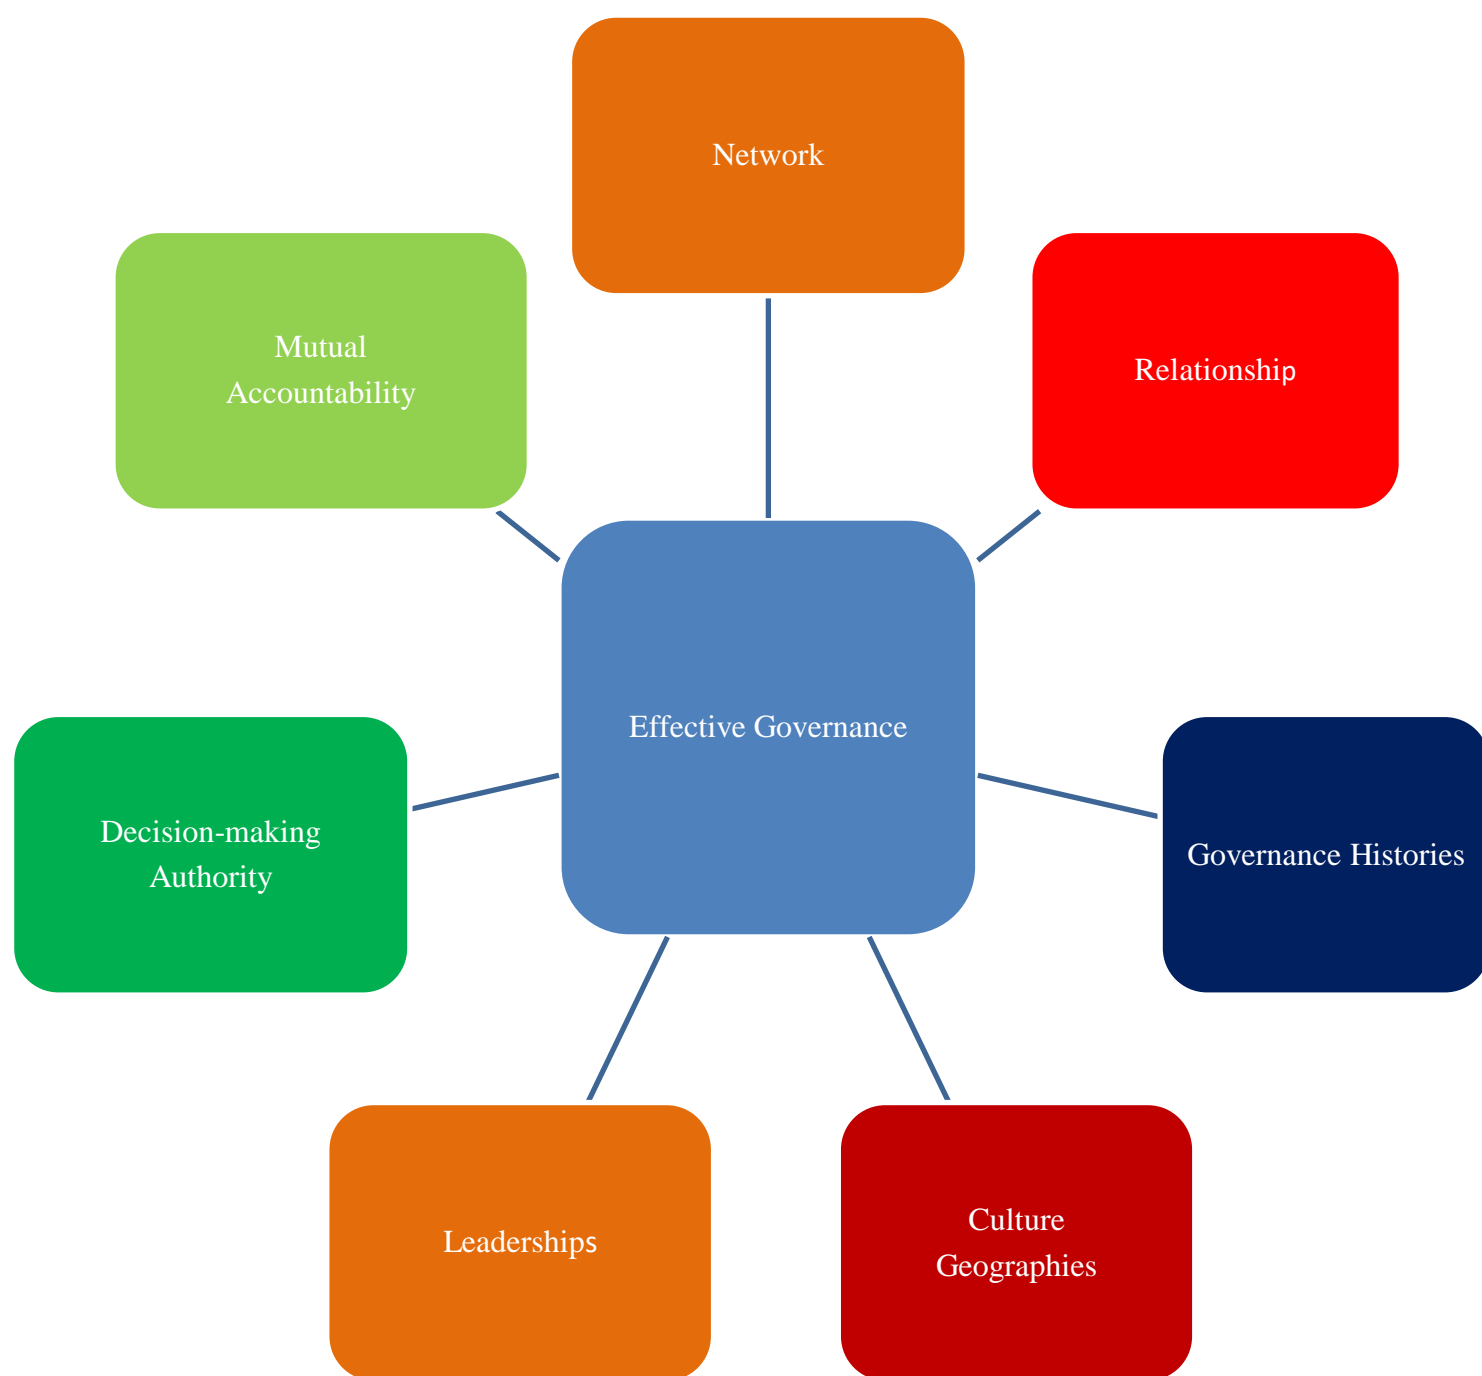 Network
Mutual
Accountability
Relationship
Effective Governance
Decision-making
Authority
Governance Histories
Leaderships
Culture
Geographies